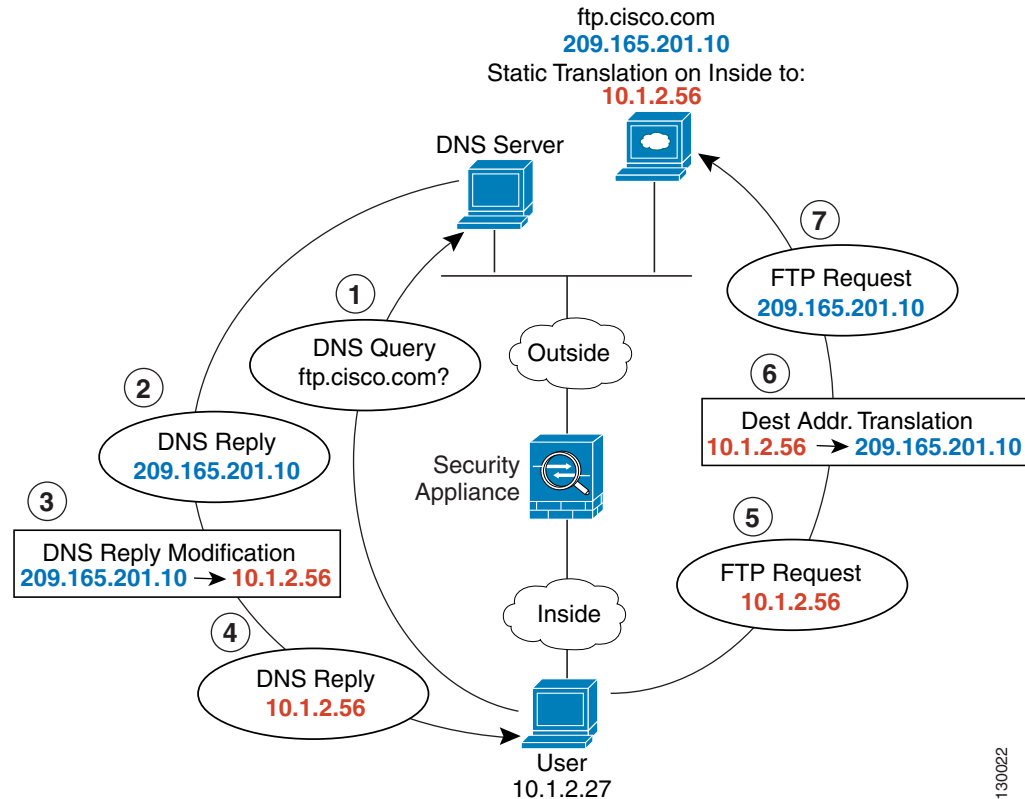 ftp.cisco.com
209.165.201.10
Static Translation on Inside to:
10.1.2.56
DNS Server
7
FTP Request
209.165.201.10
1
DNS Query
ftp.cisco.com?
Outside
2
DNS Reply
209.165.201.10
6
Dest Addr. Translation
10.1.2.56 → 209.165.201.10
Security
Appliance
3
DNS Reply Modification
209.165.201.10 → 10.1.2.56
5
FTP Request
10.1.2.56
Inside
4
DNS Reply
10.1.2.56
User
10.1.2.27
130022